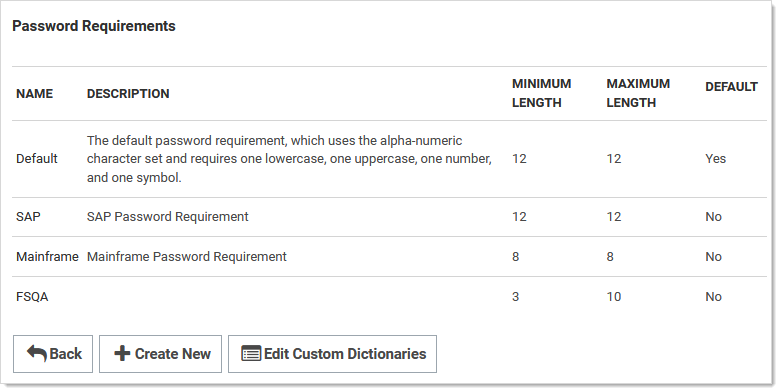 Password Requirements
NAME DESCRIPTION MINIMUM LENGTH MAXIMUM LENGTH DEFAULT
Default The default password requirement, which uses the alpha-numeric
character set and requires one lowercase, one uppercase, one number,
and one symbol. 12 12 Yes
SAP SAP Password Requirement 12 12 No
Mainframe Mainframe Password Requirement 8 8 No
FSQA 3 10 No
Back Create New Edit Custom Dictionaries